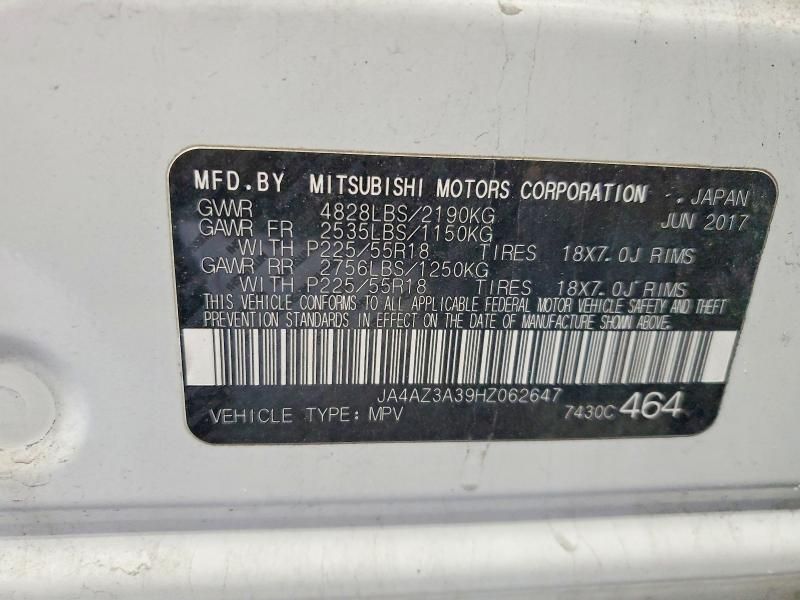 MFD.BY MITSUBISHI MOTORS CORPORATION JAPAN
GVWR 4828LBS/2190KG JUN 2017
GAWR FR 2535LBS/1150KG
WITH P225/55R18 TIRES 18X7.0J RIMS
GAWR RR 2756LBS/1250KG
WITH P225/55R18 TIRES 18X7.0J RIMS
THIS VEHICLE CONFORMS TO ALL APPLICABLE FEDERAL MOTOR VEHICLE SAFETY AND THEFT
PREVENTION STANDARDS IN EFFECT ON THE DATE OF MANUFACTURE SHOWN ABOVE.
JA4AZ3A39HZ062647
VEHICLE TYPE: MPV 7430C 464